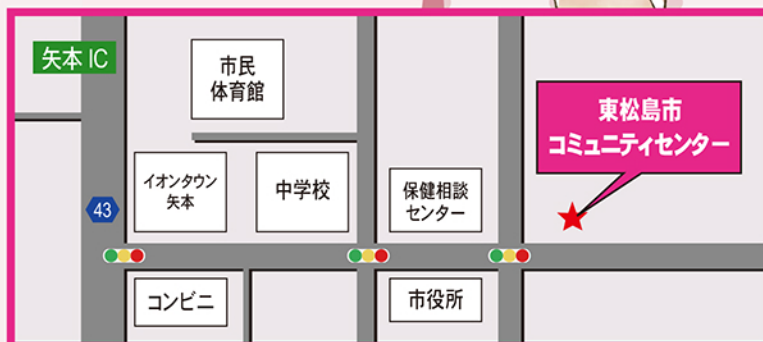 矢本 IC
市民
体育館
東松島市
コミュニティセンター
イオンタウン
矢本
中学校
保健相談
センター
43
コンビニ
市役所